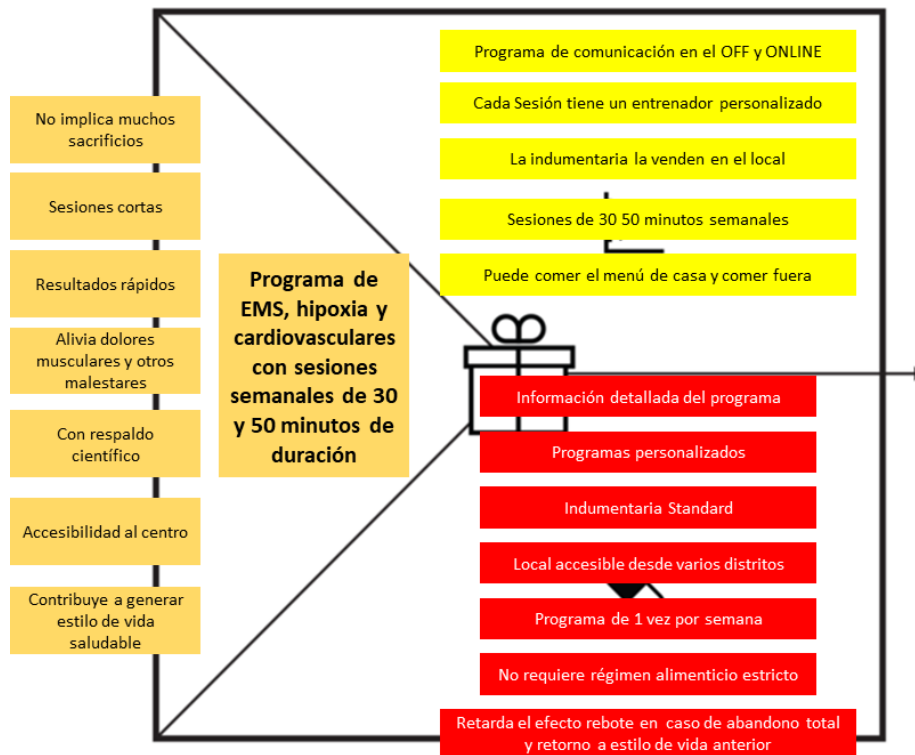 No implica muchos
sacrificios
Sesiones cortas
Resultados rápidos
Alivia dolores
musculares y otros
malestares
Con respaldo
científico
Accesibilidad al centro
Contribuye a generar
estilo de vida
saludable
Programa de
EMS, hipoxia y
cardiovasculares
con sesiones
semanales de 30
y 50 minutos de
duración
Programa de comunicación en el OFF y ONLINE
Cada Sesión tiene un entrenador personalizado
La indumentaria la venden en el local
Sesiones de 30 50 minutos semanales
Puede comer el menú de casa y comer fuera
Información detallada del programa
Programas personalizados
Indumentaria Standard
Local accesible desde varios distritos
Programa de 1 vez por semana
No requiere régimen alimenticio estricto
Retarda el efecto rebote en caso de abandono total
y retorno a estilo de vida anterior